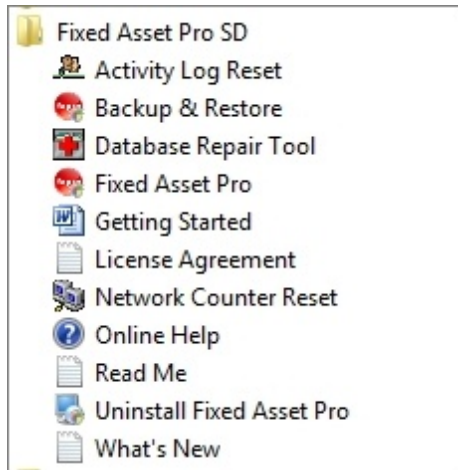 Fixed Asset Pro SD
Activity Log Reset
Backup & Restore
Database Repair Tool
Fixed Asset Pro
Getting Started
License Agreement
Network Counter Reset
Online Help
Read Me
Uninstall Fixed Asset Pro
What's New